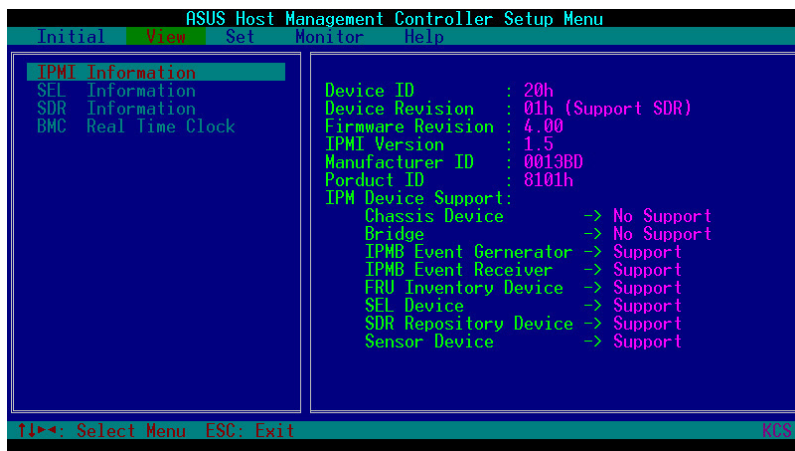 ASUS Host Management Controller Setup Menu
Initial View Set Monitor Help
IPMI Information
SEL Information
SDR Information
BMC Real Time Clock
Device ID : 20h
Device Revision : 01h (Support SDR)
Firmware Revision : 4.00
IPMI Version : 1.5
Manufacturer ID : 0013BD
Porduct ID : 8101h
IPM Device Support:
Chassis Device -> No Support
Bridge -> No Support
IPMB Event Gernerator -> Support
IPMB Event Receiver -> Support
FRU Inventory Device -> Support
SEL Device -> Support
SDR Repository Device -> Support
Sensor Device -> Support
↑↓►◄: Select Menu ESC: Exit KCS